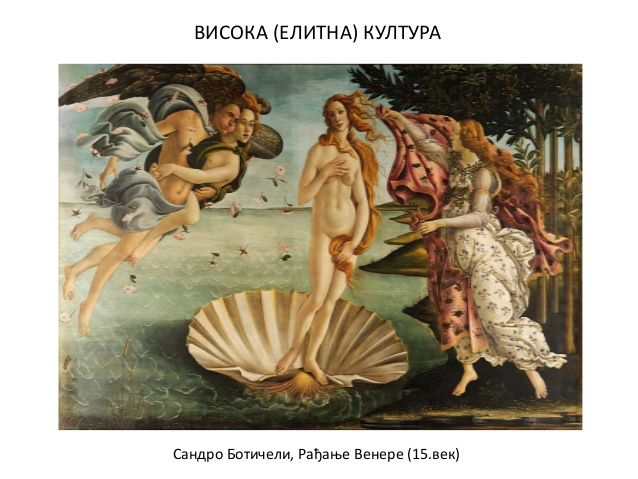 ВИСОКА (ЕЛИТНА) КУЛТУРА
Сандро Ботичели, Рађање Венере (15.век)